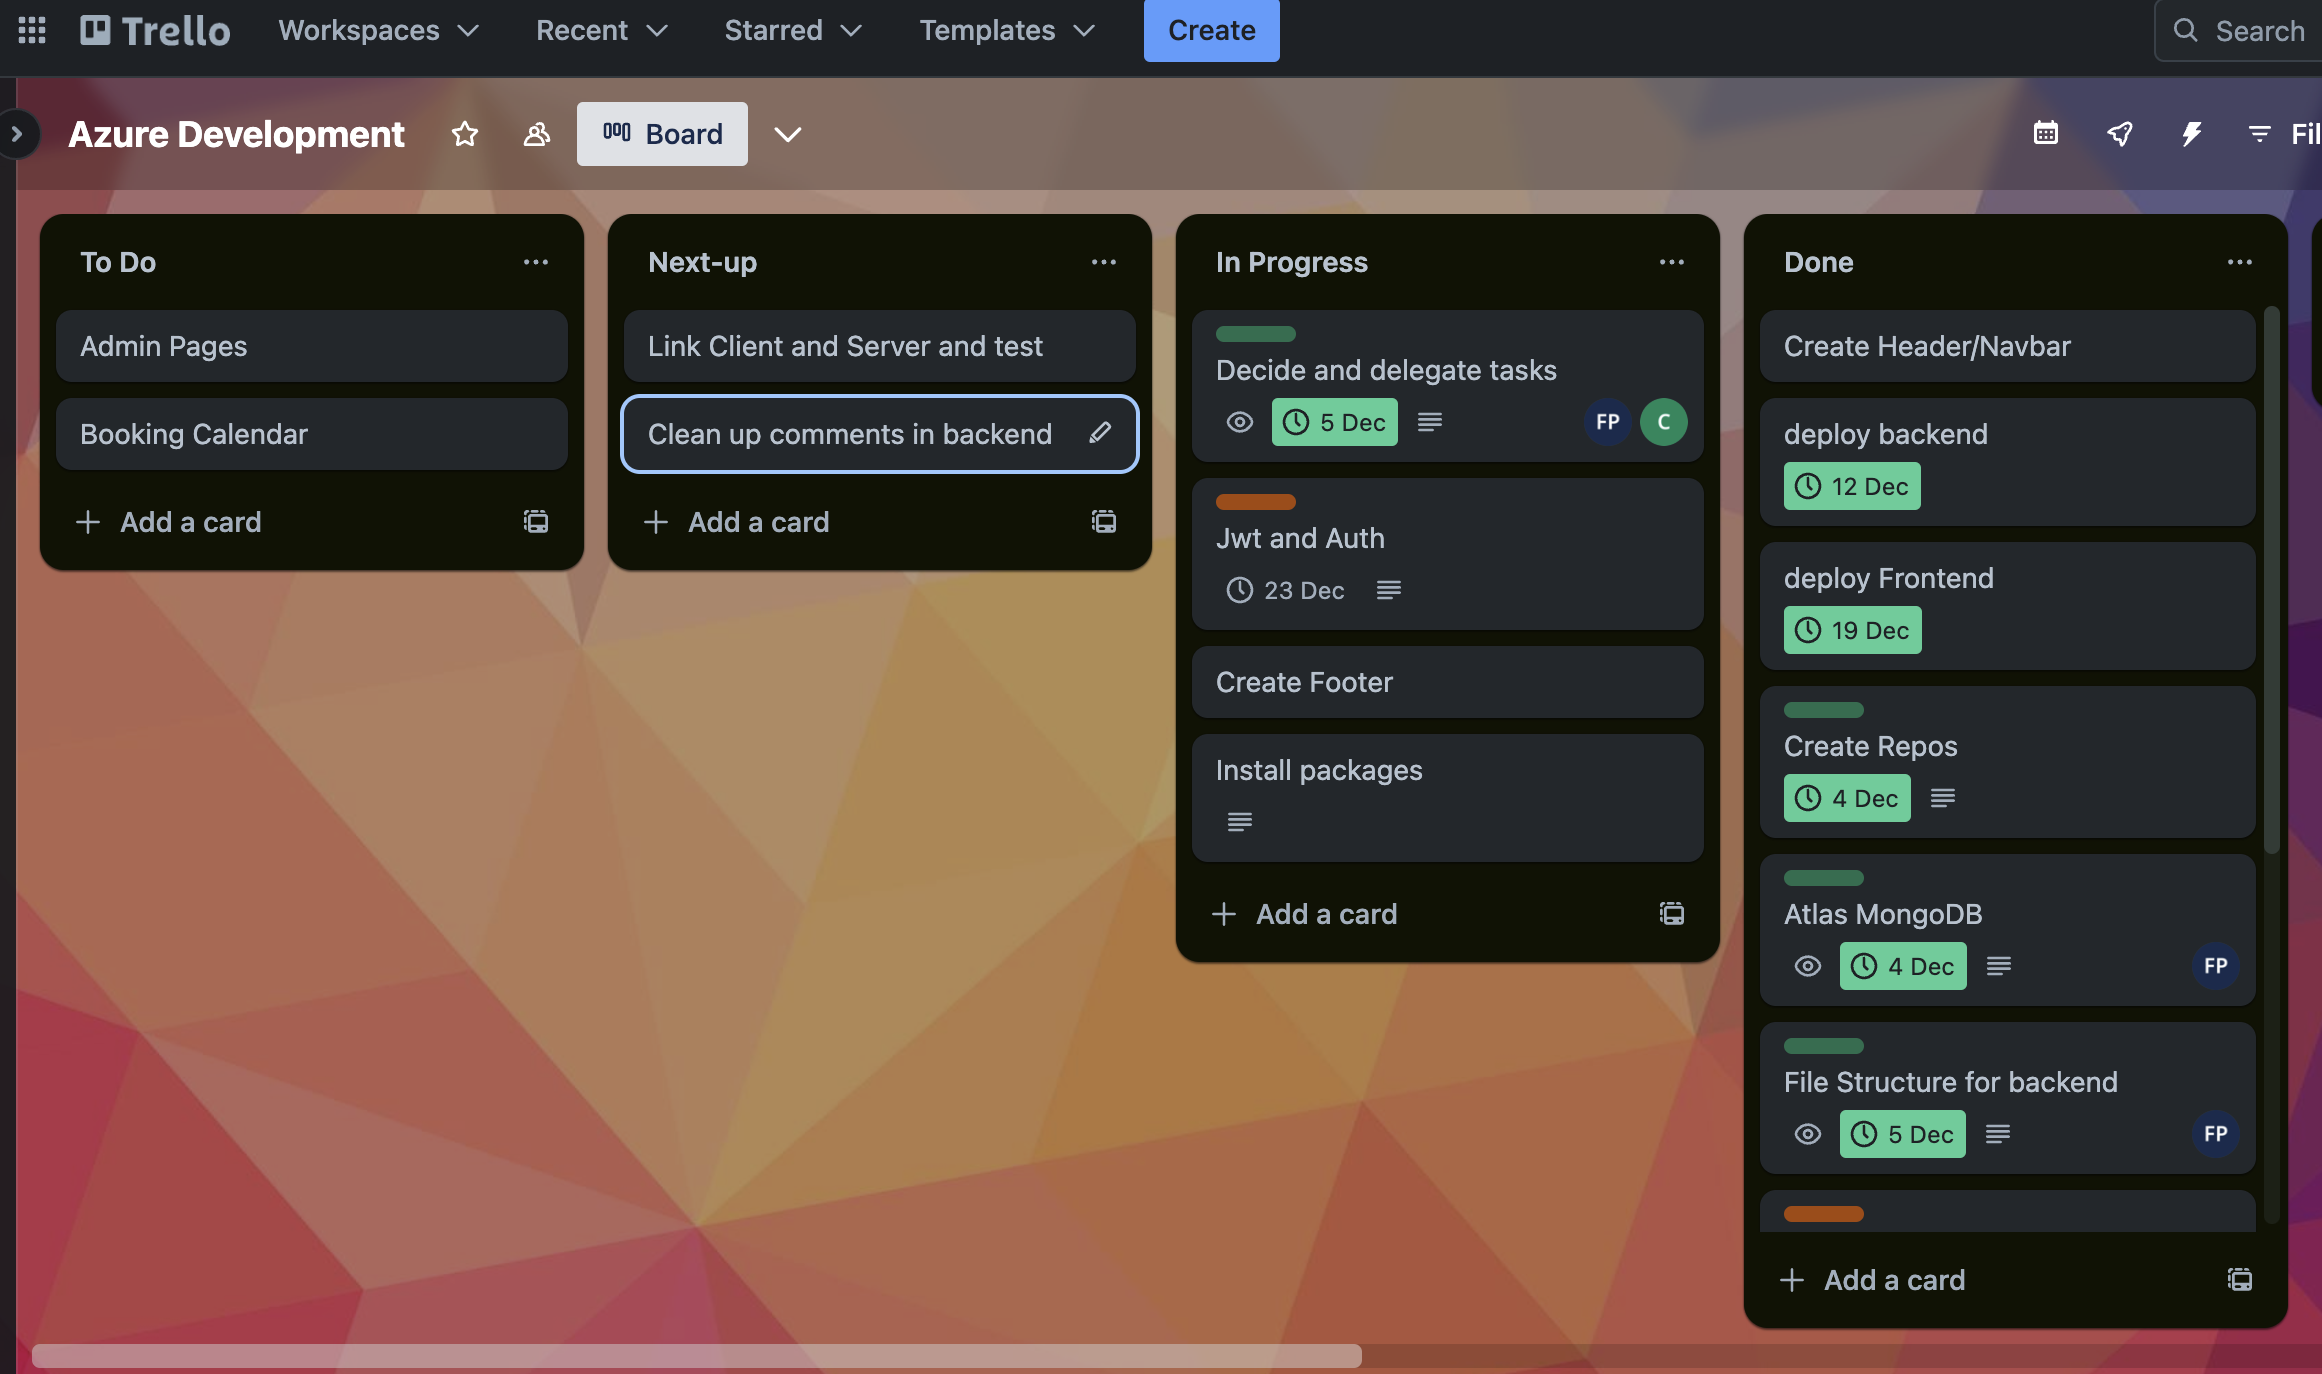 Trello
Workspaces
Recent
Starred
Templates
Create
Search
Azure Development
Board
Fil
To Do
Admin Pages
Booking Calendar
Add a card
Next-up
Link Client and Server and test
Clean up comments in backend
Add a card
In Progress
Decide and delegate tasks
5 Dec
FP
C
Jwt and Auth
23 Dec
Create Footer
Install packages
Add a card
Done
Create Header/Navbar
deploy backend
12 Dec
deploy Frontend
19 Dec
Create Repos
4 Dec
Atlas MongoDB
4 Dec
FP
File Structure for backend
5 Dec
FP
Add a card